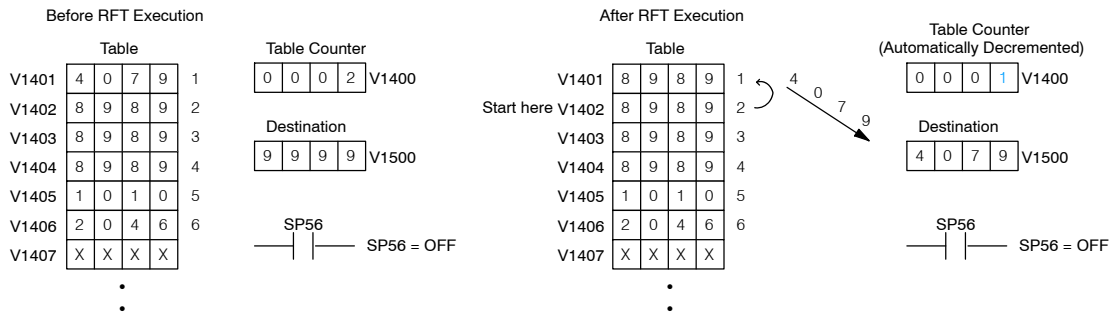 Before RFT Execution
Table
V1401 4 0 7 9 1
V1402 8 9 8 9 2
V1403 8 9 8 9 3
V1404 8 9 8 9 4
V1405 1 0 1 0 5
V1406 2 0 4 6 6
V1407 X X X X
Table Counter
0 0 0 2 V1400
Destination
9 9 9 9 V1500
SP56
SP56 = OFF
After RFT Execution
Table
V1401 8 9 8 9 1
Start here V1402 8 9 8 9 2
V1403 8 9 8 9 3
V1404 8 9 8 9 4
V1405 1 0 1 0 5
V1406 2 0 4 6 6
V1407 X X X X
4 0 7 9
Table Counter
(Automatically Decremented)
0 0 0 1 V1400
Destination
4 0 7 9 V1500
SP56
SP56 = OFF